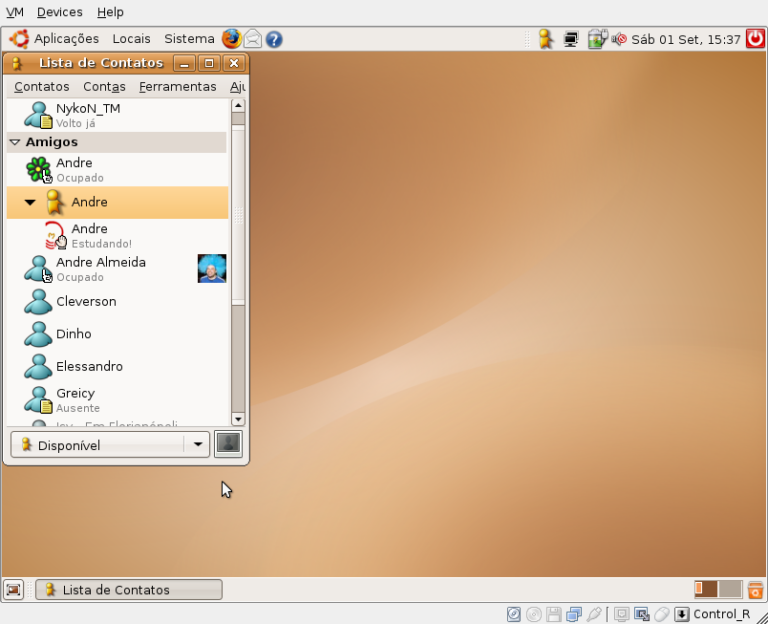 VM Devices Help
Aplicações Locais Sistema Sáb 01 Set, 15:37
Lista de Contatos
Contatos Contas Ferramentas Aju
NykoN_TM
Volto já
Amigos
Andre
Ocupado
Andre
Andre
Estudando!
Andre Almeida
Ocupado
Cleverson
Dinho
Elessandro
Greicy
Ausente
Disponível
Lista de Contatos
Control_R